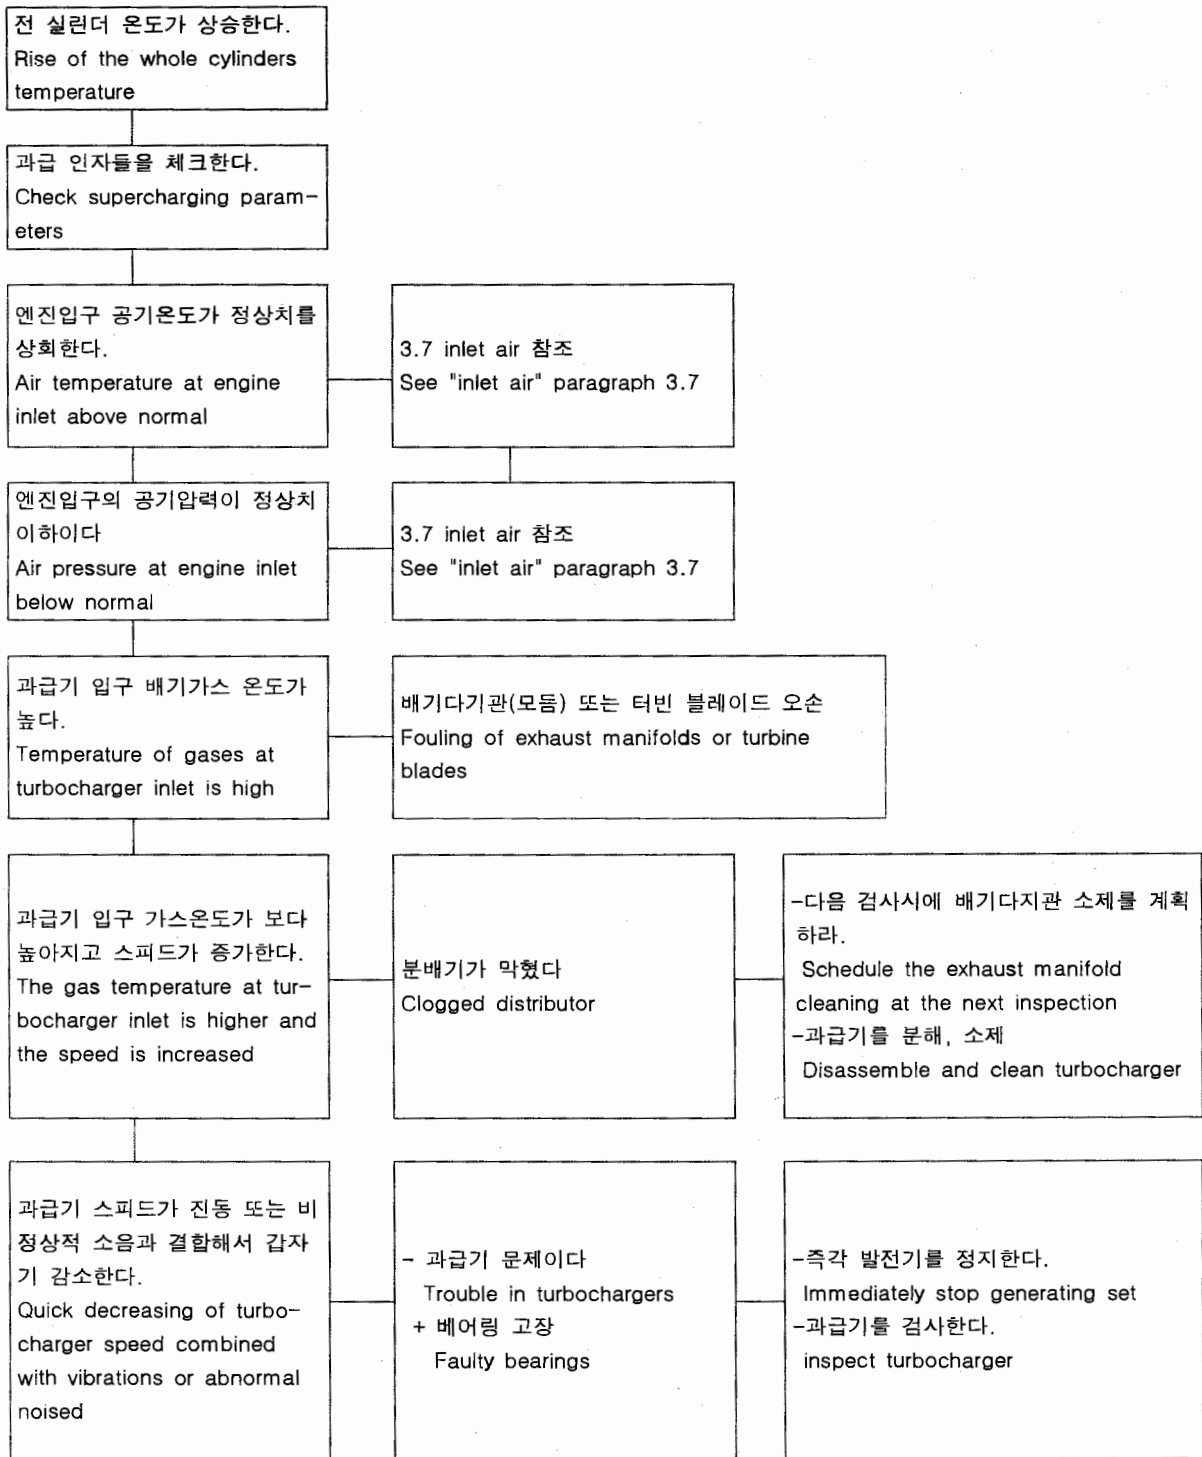 전 실린더 온도가 상승한다.
Rise of the whole cylinders
temperature
과급 인자들을 체크한다.
Check supercharging param-
eters
엔진입구 공기온도가 정상치를
상회한다.
Air temperature at engine
inlet above normal
3.7 inlet air 참조
See "inlet air" paragraph 3.7
엔진입구의 공기압력이 정상치
이하이다
Air pressure at engine inlet
below normal
3.7 inlet air 참조
See "inlet air" paragraph 3.7
과급기 입구 배기가스 온도가
높다.
Temperature of gases at
turbocharger inlet is high
배기다기관(모듬) 또는 터빈 블레이드 오손
Fouling of exhaust manifolds or turbine
blades
과급기 입구 가스온도가 보다
높아지고 스피드가 증가한다.
The gas temperature at tur-
bocharger inlet is higher and
the speed is increased
분배기가 막혔다
Clogged distributor
-다음 검사시에 배기다지관 소제를 계획
하라.
Schedule the exhaust manifold
cleaning at the next inspection
-과급기를 분해, 소제
Disassemble and clean turbocharger
과급기 스피드가 진동 또는 비
정상적 소음과 결합해서 갑자
기 감소한다.
Quick decreasing of turbo-
charger speed combined
with vibrations or abnormal
noised
- 과급기 문제이다
Trouble in turbochargers
+ 베어링 고장
Faulty bearings
-즉각 발전기를 정지한다.
Immediately stop generating set
-과급기를 검사한다.
inspect turbocharger